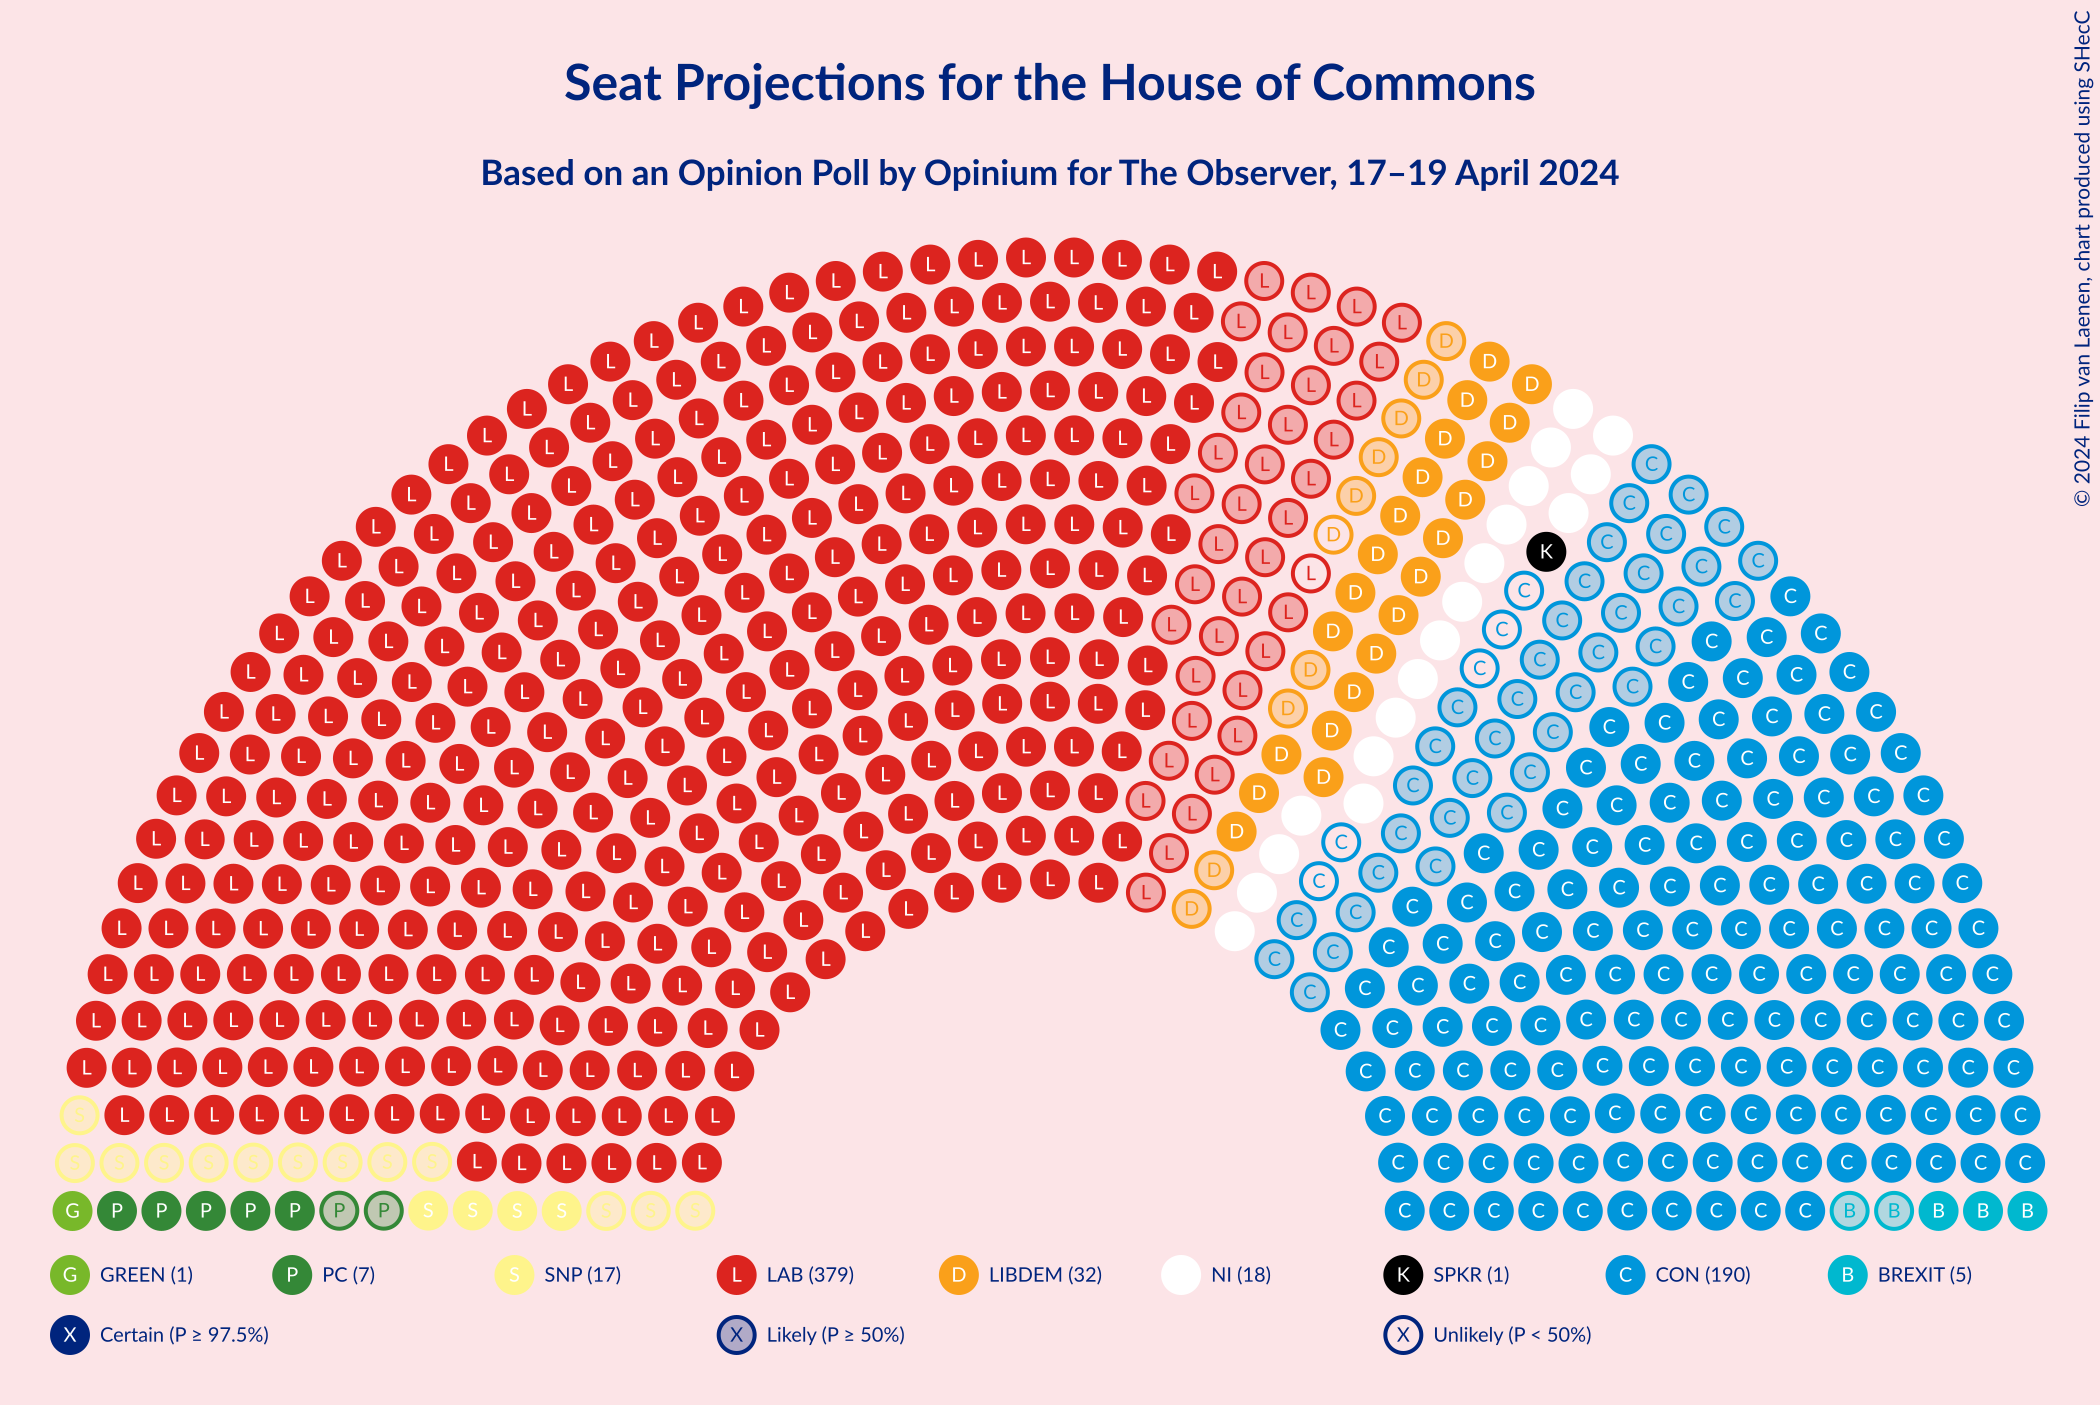 Seat Projections for the House of Commons
Based on an Opinion Poll by Opinium for The Observer, 17–19 April 2024
© 2024 Filip van Laenen, chart produced using SHecC
G GREEN (1)
P PC (7)
S SNP (17)
L LAB (379)
D LIBDEM (32)
NI (18)
K SPKR (1)
C CON (190)
B BREXIT (5)
X Certain (P ≥ 97.5%)
X Likely (P ≥ 50%)
X Unlikely (P < 50%)